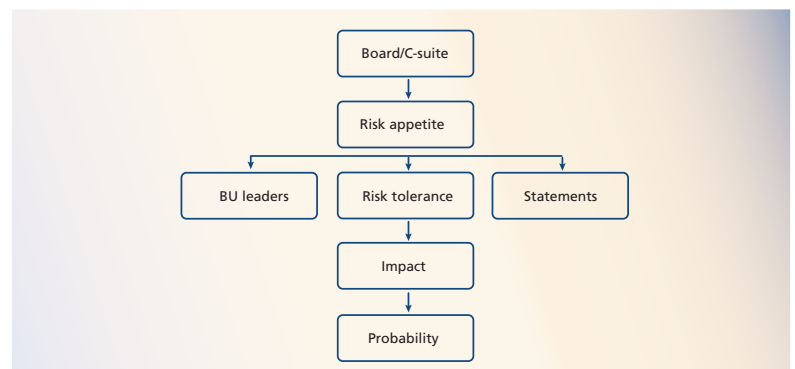 Board/C-suite
Risk appetite
BU leaders
Risk tolerance
Statements
Impact
Probability